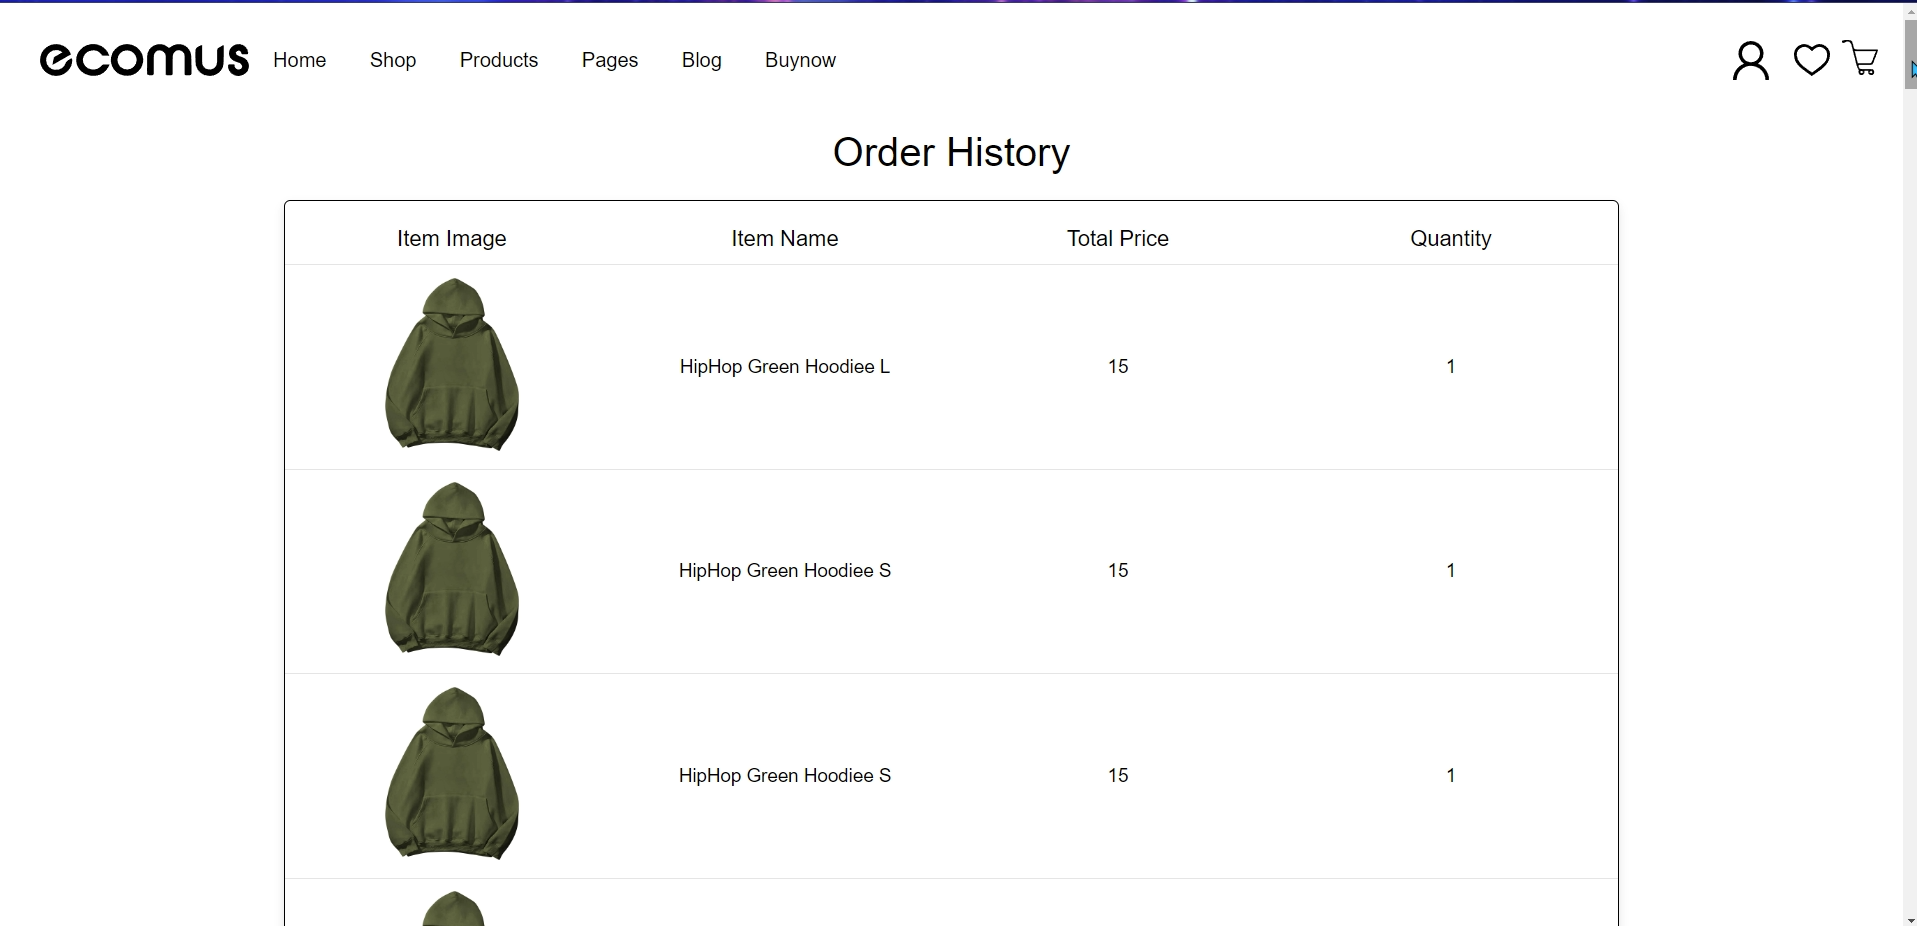 ecomus Home Shop Products Pages Blog Buynow
Order History
Item Image Item Name Total Price Quantity
HipHop Green Hoodiee L 15 1
HipHop Green Hoodiee S 15 1
HipHop Green Hoodiee S 15 1